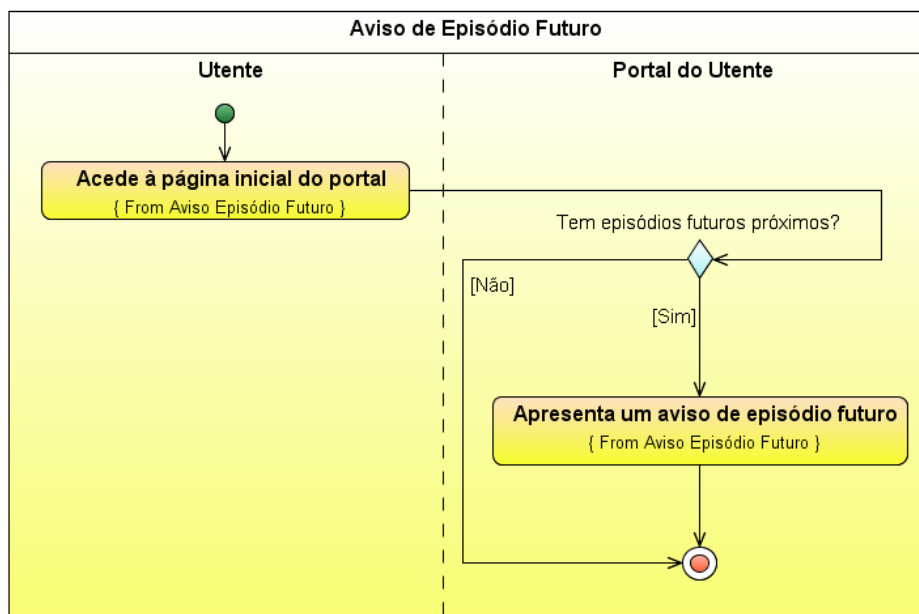 Aviso de Episódio Futuro
Utente
Portal do Utente
Acede à página inicial do portal
{ From Aviso Episódio Futuro }
Tem episódios futuros próximos?
[Não]
[Sim]
Apresenta um aviso de episódio futuro
{ From Aviso Episódio Futuro }